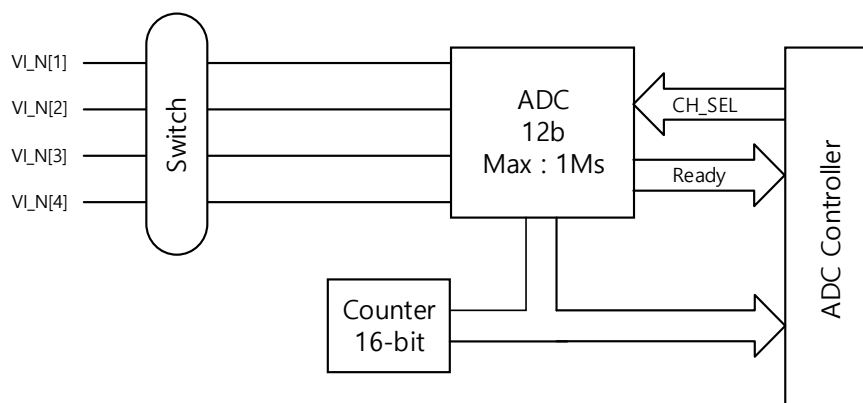 VI_N[1]
VI_N[2]
VI_N[3]
VI_N[4]
Switch
ADC
12b
Max : 1Ms
CH_SEL
Ready
ADC Controller
Counter
16-bit